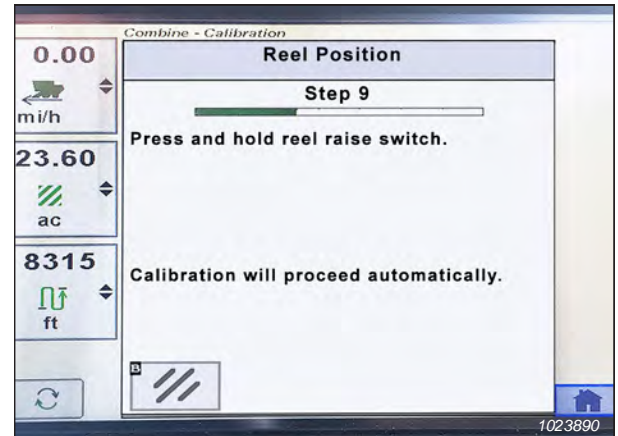 Combine - Calibration
Reel Position
Step 9
Press and hold reel raise switch.
Calibration will proceed automatically.
0.00
mi/h
23.60
ac
8315
ft
B
1023890